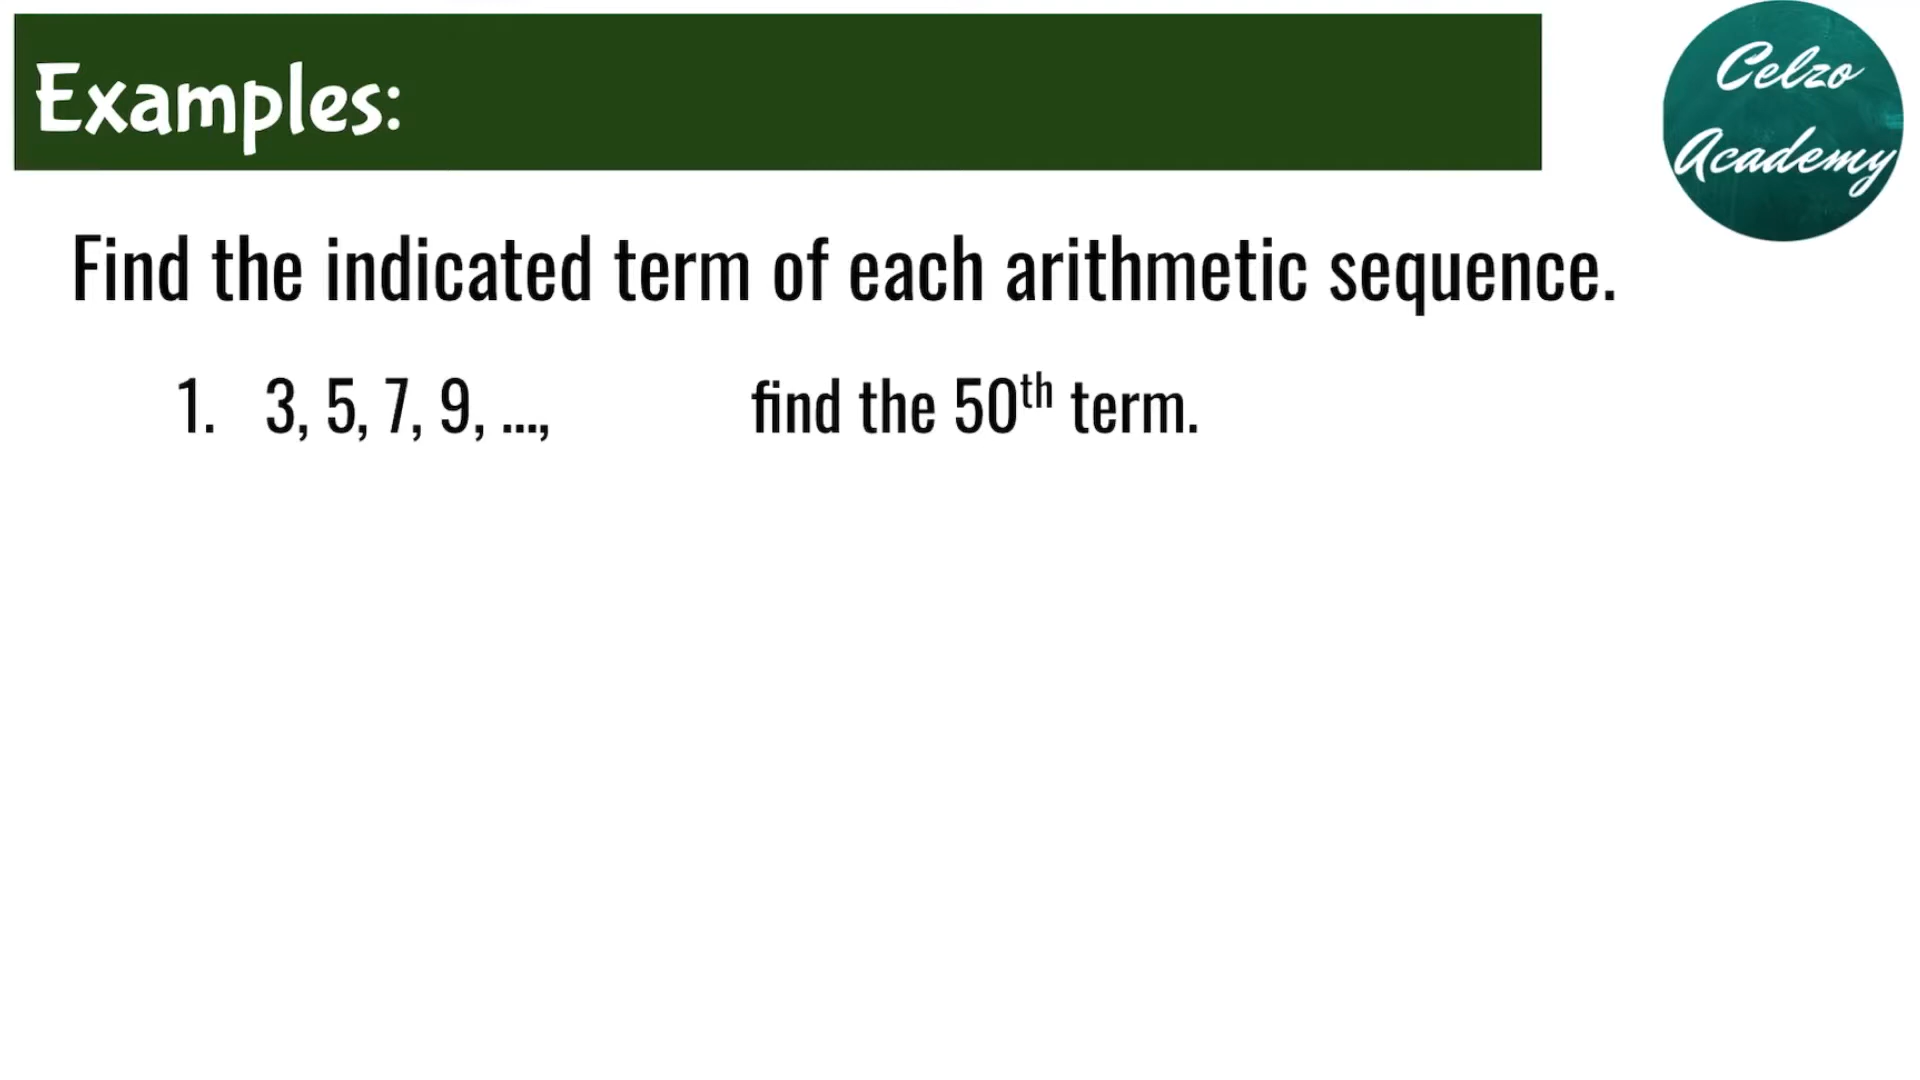 Examples:
Celzo
Academy
Find the indicated term of each arithmetic sequence.
1. 3, 5, 7, 9, ..., find the 50th term.